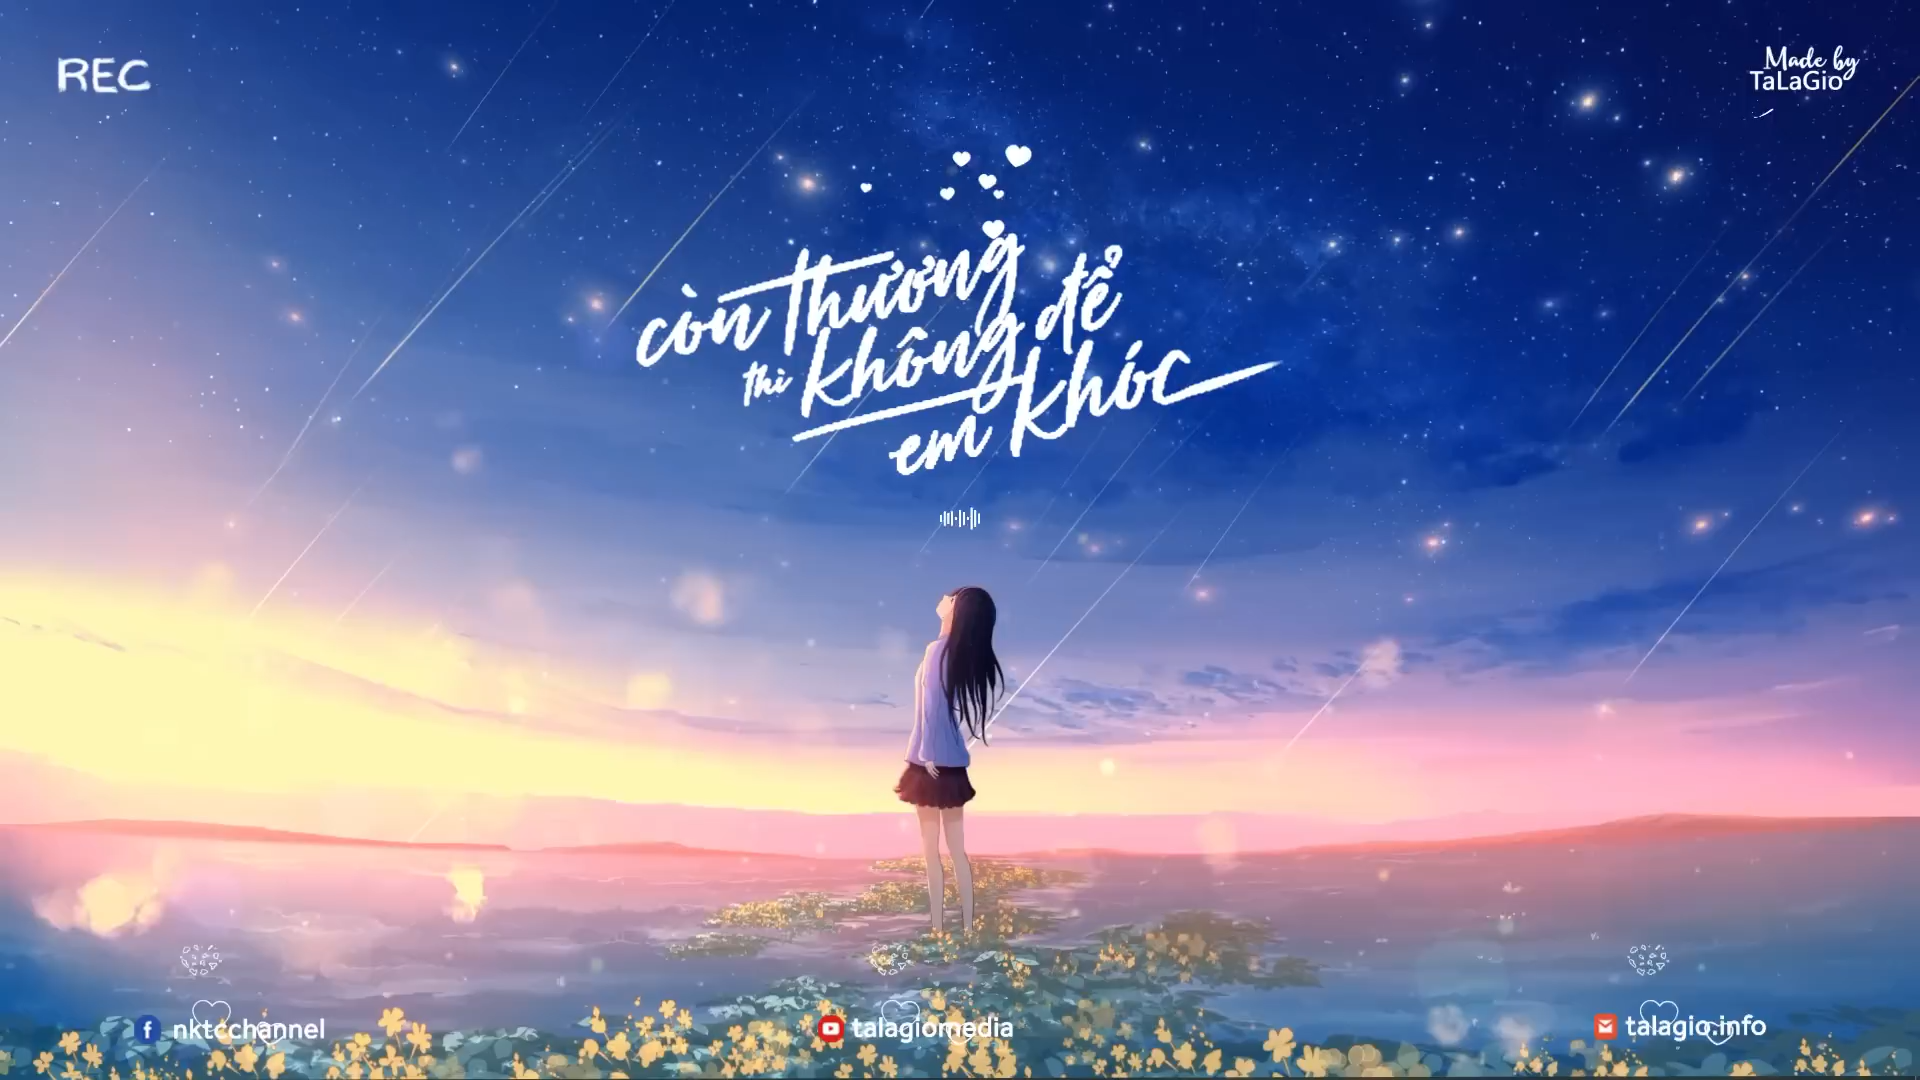 REC
Made by
TaLaGio
còn thương
thì không để
em khóc
nktcchannel
talagiomedia
talagio.info